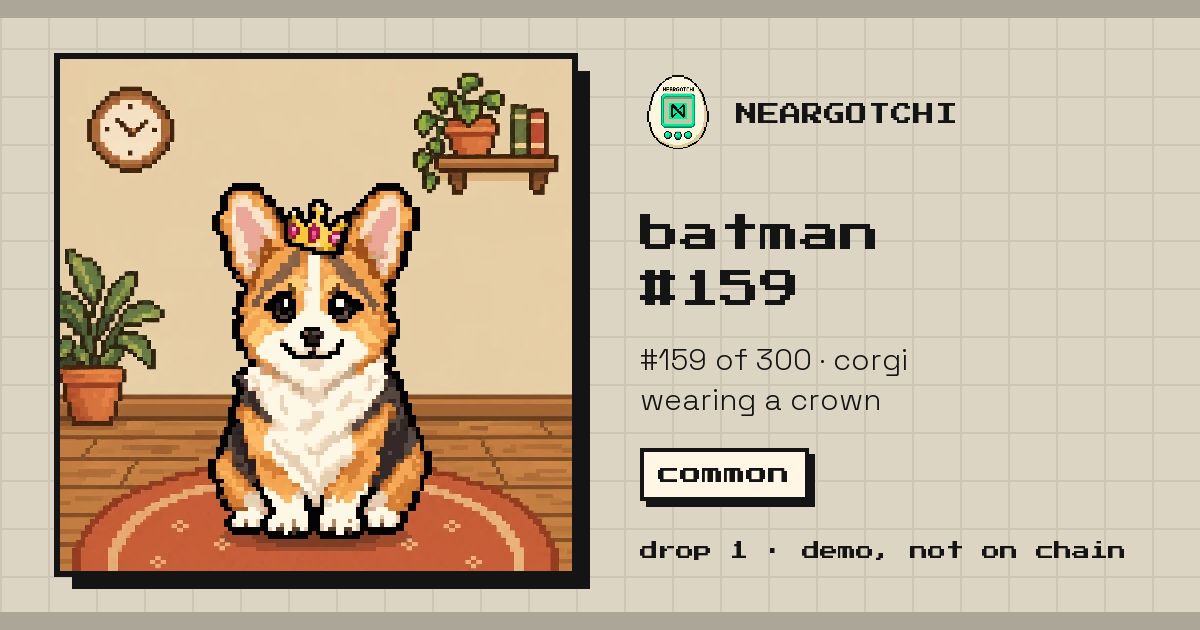 NEARGOTCHI
NEARGOTCHI
batman
#159
#159 of 300 · corgi
wearing a crown
common
drop 1 · demo, not on chain